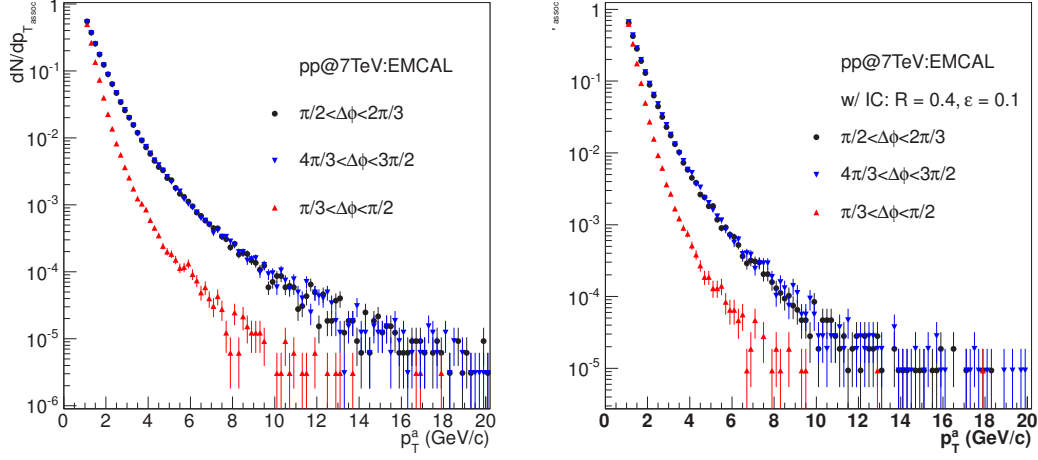 dN/dp_T_assoc
1
10^-1
10^-2
10^-3
10^-4
10^-5
10^-6
pp@7TeV:EMCAL
π/2<Δϕ<2π/3
4π/3<Δϕ<3π/2
π/3<Δϕ<π/2
0 2 4 6 8 10 12 14 16 18 20
p_T^a (GeV/c)
assoc
1
10^-1
10^-2
10^-3
10^-4
10^-5
pp@7TeV:EMCAL
w/ IC: R = 0.4, ε = 0.1
π/2<Δϕ<2π/3
4π/3<Δϕ<3π/2
π/3<Δϕ<π/2
0 2 4 6 8 10 12 14 16 18 20
p_T^a (GeV/c)